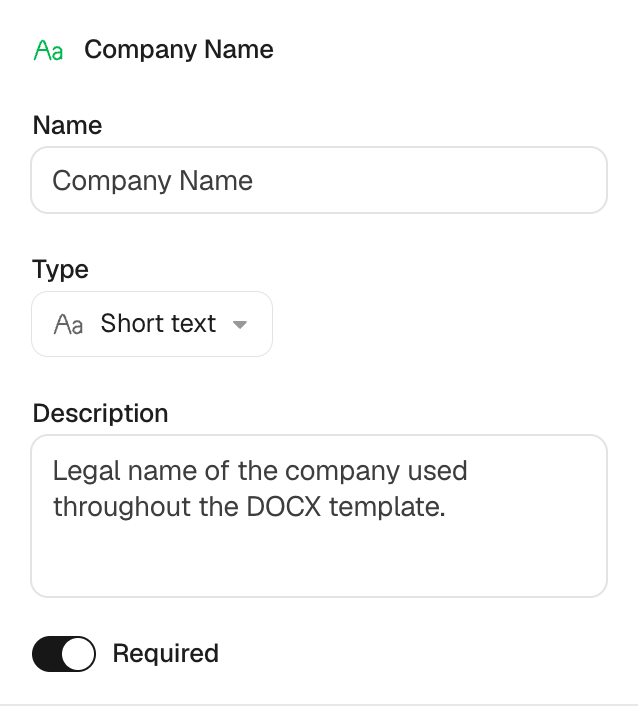 Aa Company Name
Name
Company Name
Type
Aa Short text
Description
Legal name of the company used
throughout the DOCX template.
Required